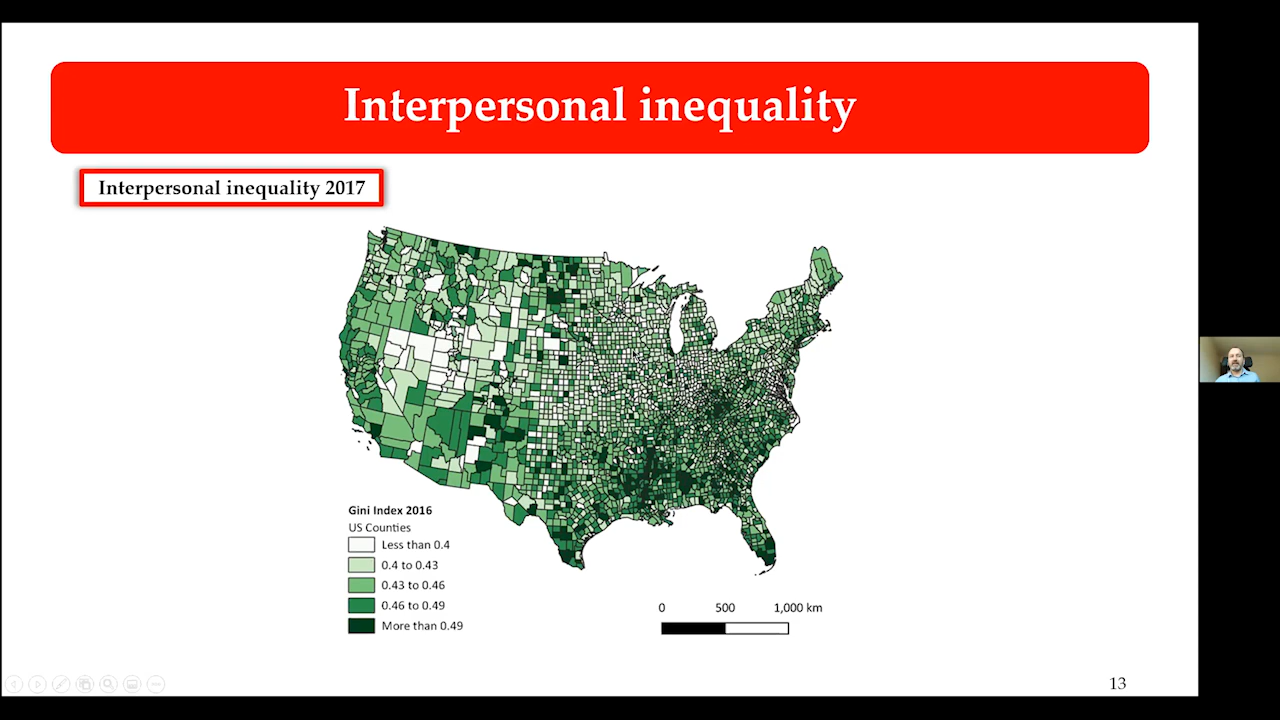 Interpersonal inequality
Interpersonal inequality 2017
Gini Index 2016
US Counties
Less than 0.4
0.4 to 0.43
0.43 to 0.46
0.46 to 0.49
More than 0.49
0 500 1,000 km
13